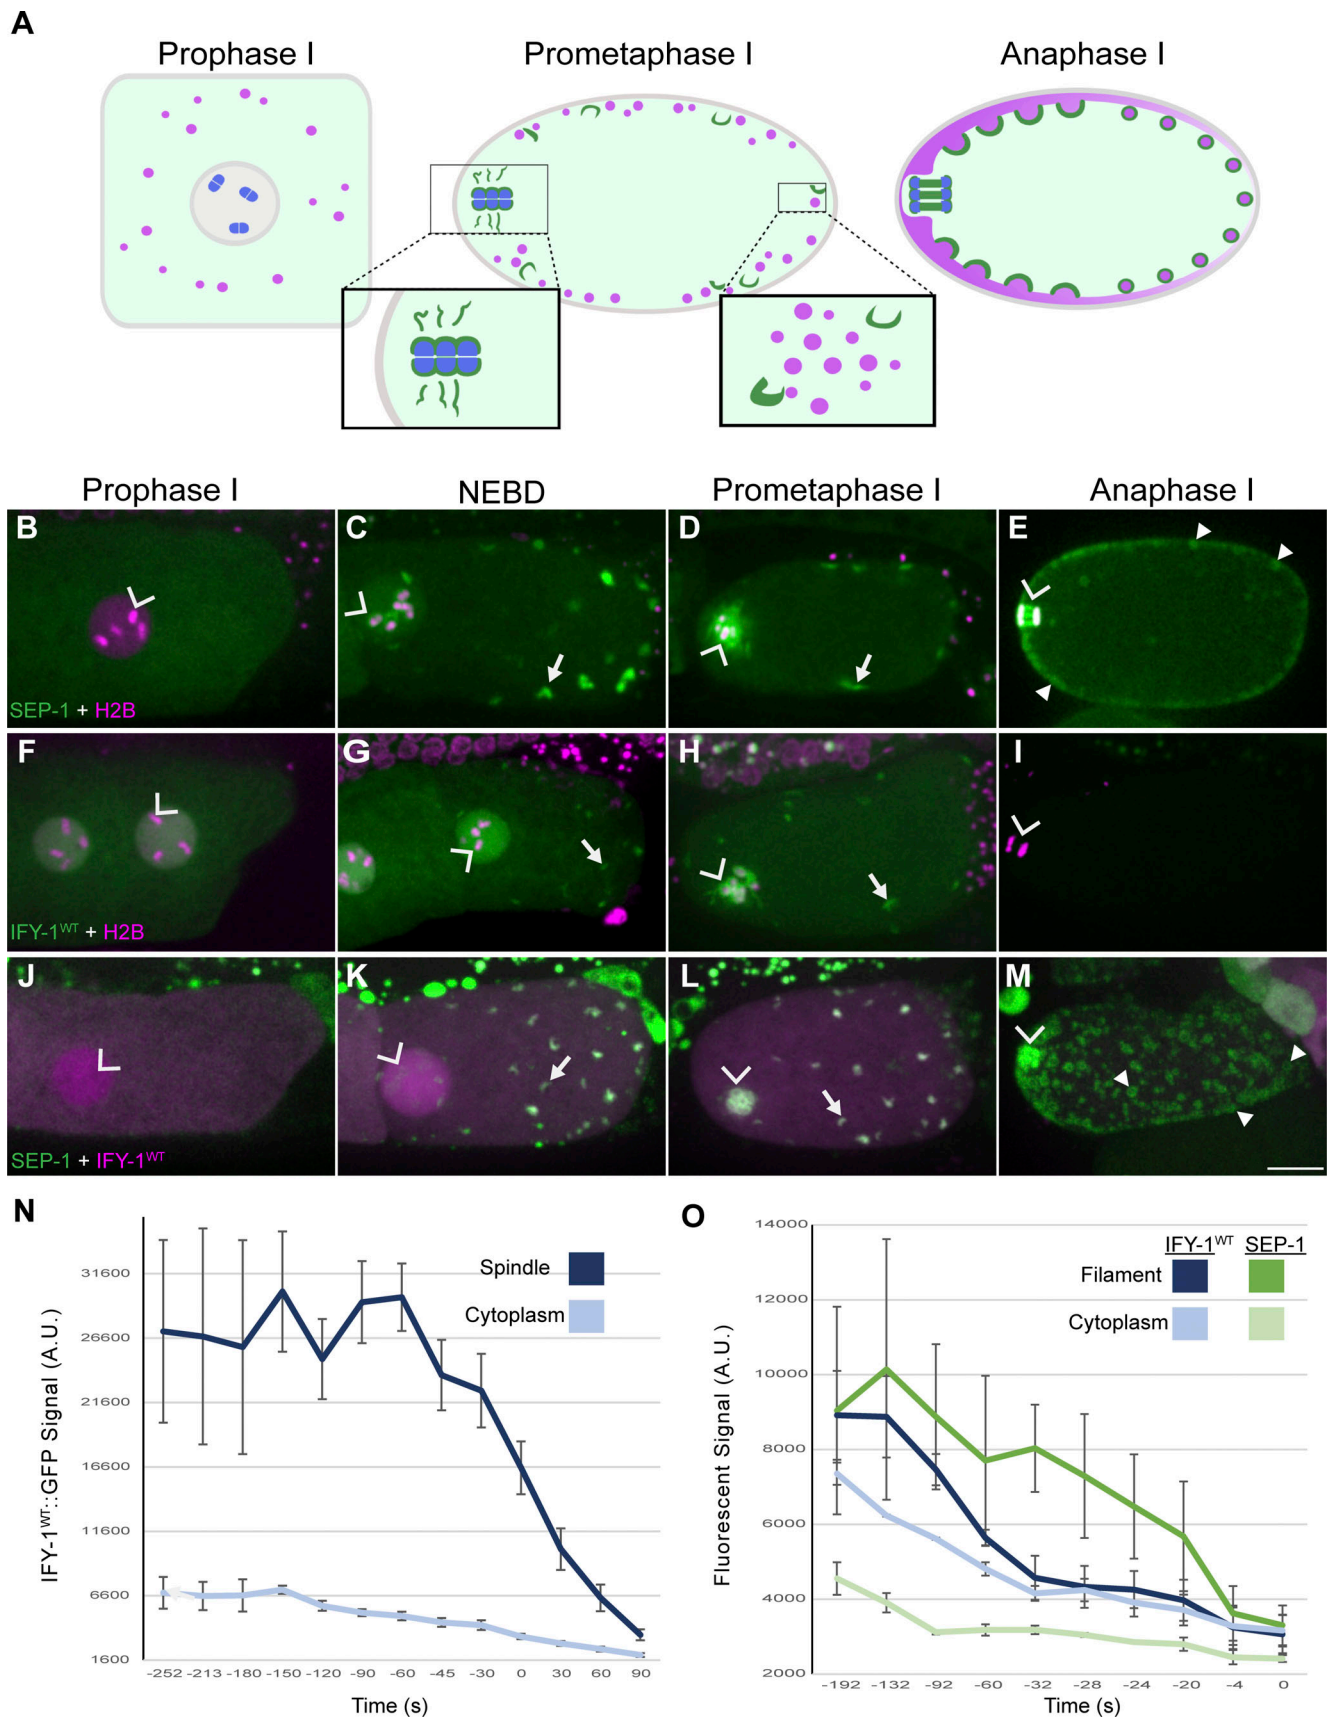 A
Prophase I
Prometaphase I
Anaphase I
Prophase I
NEBD
Prometaphase I
Anaphase I
B
C
D
E
SEP-1 + H2B
F
G
H
I
IFY-1WT + H2B
J
K
L
M
SEP-1 + IFY-1WT
N
IFY-1WT::GFP Signal (A.U.)
31600
26600
21600
16600
11600
6600
1600
Spindle
Cytoplasm
-252 -213 -180 -150 -120 -90 -60 -45 -30 0 30 60 90
Time (s)
O
Fluorescent Signal (A.U.)
14000
12000
10000
8000
6000
4000
2000
IFY-1WT SEP-1
Filament
Cytoplasm
-192 -132 -92 -60 -32 -28 -24 -20 -4 0
Time (s)